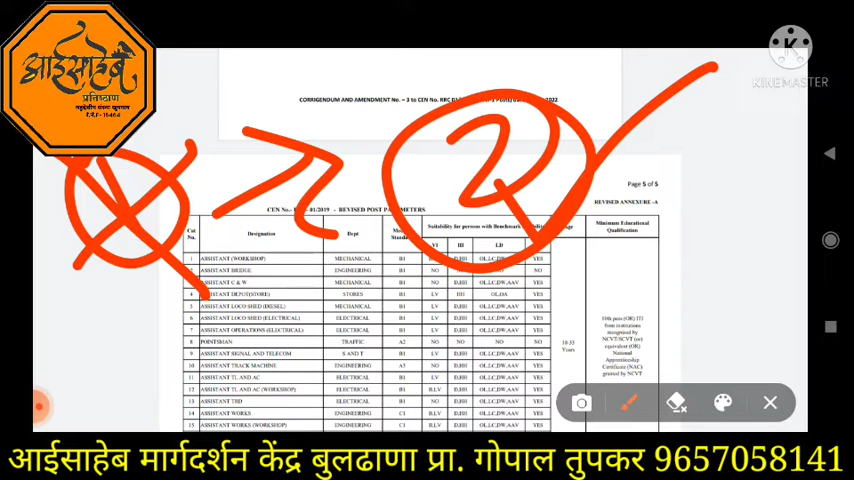 आईसाहेब
प्रतिष्ठाण
KINEMASTER
CORRIGENDUM AND AMENDMENT No. – 3 to CEN No. RRC 01/ 2022
2
Page 5 of 5
REVISED ANNEXURE -A
CEN No.- 01/2019 - REVISED POST PARAMETERS
Cat No Designation Dept Suitability for persons with Benchmark Minimum Educational Qualification
VI HI LD
1 ASSISTANT (WORKSHOP) MECHANICAL B1 D,HH OL,LC,DW,AAV YES
2 ASSISTANT BRIDGE ENGINEERING B1 NO NO NO
3 ASSISTANT C & W MECHANICAL B1 NO D,HH OL,LC,DW,AAV YES
4 ASSISTANT DEPOT(STORE) STORES B1 LV HH OL,OA YES
5 ASSISTANT LOCO SHED (DIESEL) MECHANICAL B1 LV D,HH OL,LC,DW,AAV YES
6 ASSISTANT LOCO SHED (ELECTRICAL) ELECTRICAL B1 LV D,HH OL,LC,DW,AAV YES
7 ASSISTANT OPERATIONS (ELECTRICAL) ELECTRICAL B1 LV D,HH OL,LC,DW,AAV YES
8 POINTSMAN TRAFFIC A2 NO NO NO NO
9 ASSISTANT SIGNAL AND TELECOM S AND T B1 LV D,HH OL,LC,DW,AAV YES
10 ASSISTANT TRACK MACHINE ENGINEERING A3 NO D,HH OL,LC,DW,AAV YES
11 ASSISTANT TL AND AC ELECTRICAL B1 LV D,HH OL,LC,DW,AAV YES
12 ASSISTANT TL AND AC (WORKSHOP) ELECTRICAL B1 B,LV D,HH OL,LC,DW,AAV YES
13 ASSISTANT TRD ELECTRICAL B1 NO D,HH OL,LC,DW,AAV YES
14 ASSISTANT WORKS ENGINEERING C1 B,LV D,HH OL,LC,DW,AAV YES
15 ASSISTANT WORKS (WORKSHOP) ENGINEERING C1 B,LV D,HH OL,LC,DW,AAV YES
18-33 Years
10th pass (OR) ITI
from institutions
recognised by
NCVT/SCVT (or)
equivalent (OR)
National
Apprenticeship
Certificate (NAC)
granted by NCVT
आईसाहेब मार्गदर्शन केंद्र बुलढाणा प्रा. गोपाल तुपकर 9657058141